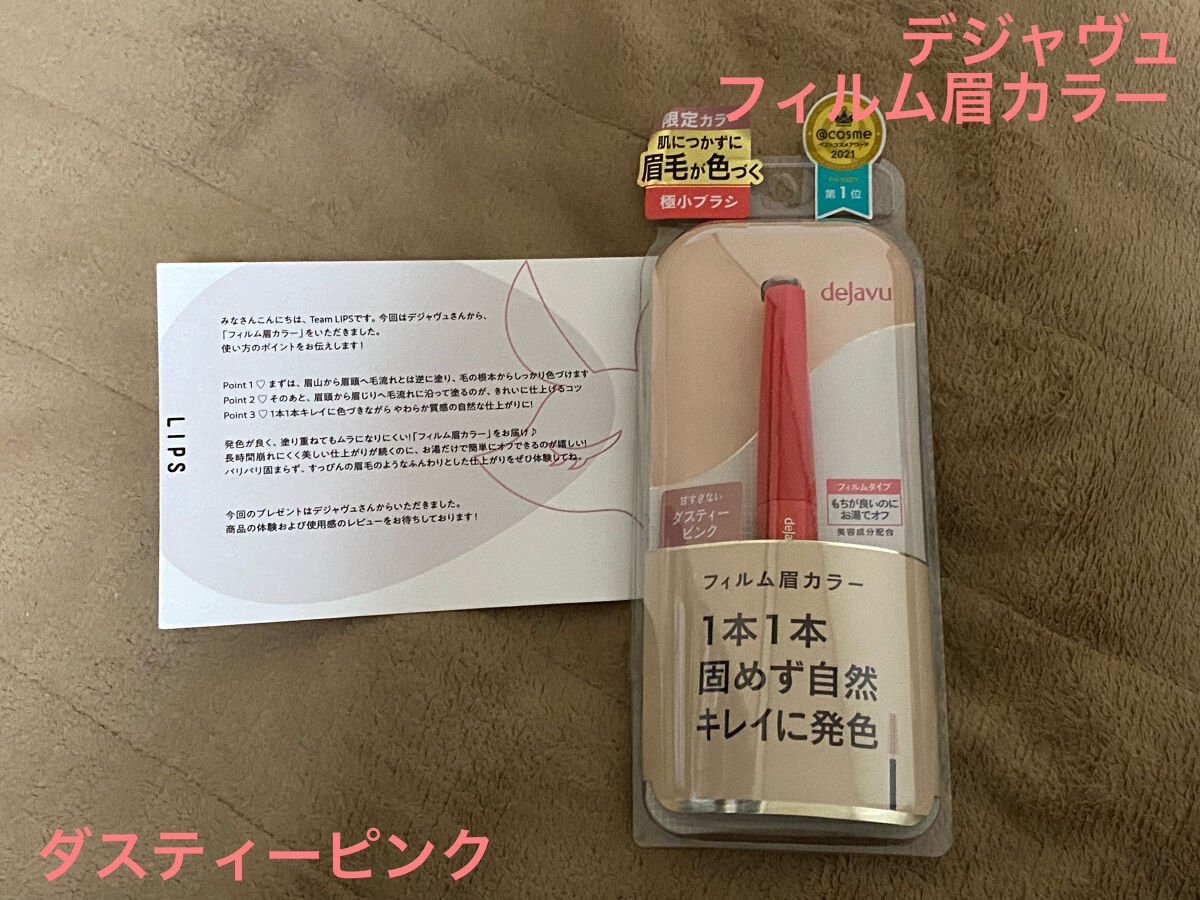 デジャヴュ
フィルム眉カラー
限定カラー
肌につかずに
眉毛が色づく
極小ブラシ
@cosme
ベストコスメアワード
2021
第1位
dejavu
みなさんこんにちは、Team LIPSです。今回はデジャヴュさんから、
「フィルム眉カラー」をいただきました。
使い方のポイントをお伝えします!
Point 1 ♡ まずは、眉山から眉頭へ毛流れとは逆に塗り、毛の根本からしっかり色づけます
Point 2 ♡ そのあと、眉頭から眉じりへ毛流れに沿って塗るのが、きれいに仕上げるコツ
Point 3 ♡ 1本1本キレイに色づきながら やわらか質感の自然な仕上がりに!
発色が良く、塗り重ねてもムラになりにくい!「フィルム眉カラー」をお届け♪
長時間崩れにくく美しい仕上がりが続くのに、お湯だけで簡単にオフできるのが嬉しい!
パリパリ固まらず、すっぴんの眉毛のようなふんわりとした仕上がりをぜひ体験してね。
今回のプレゼントはデジャヴュさんからいただきました。
商品の体験および使用感のレビューをお待ちしております!
LIPS
甘すぎない
ダスティー
ピンク
フィルムタイプ
もちが良いのに
お湯でオフ
美容成分配合
フィルム眉カラー
1本1本
固めず自然
キレイに発色
ダスティーピンク